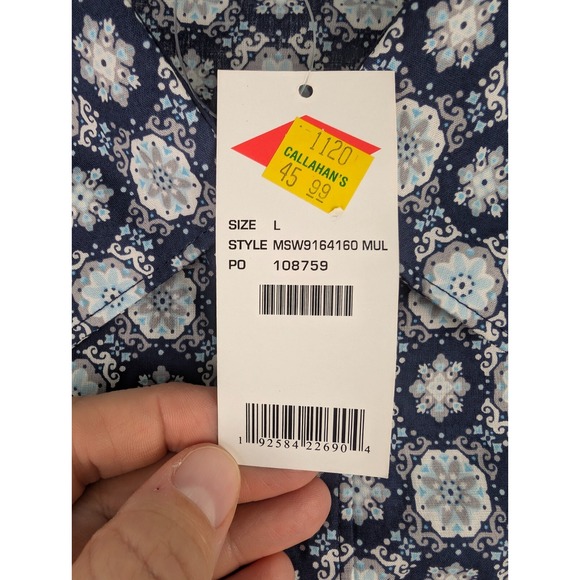 1120
CALLAHAN'S
45 99
SIZE L
STYLE MSW9164160 MUL
PO 108759
1 92584 22690 4